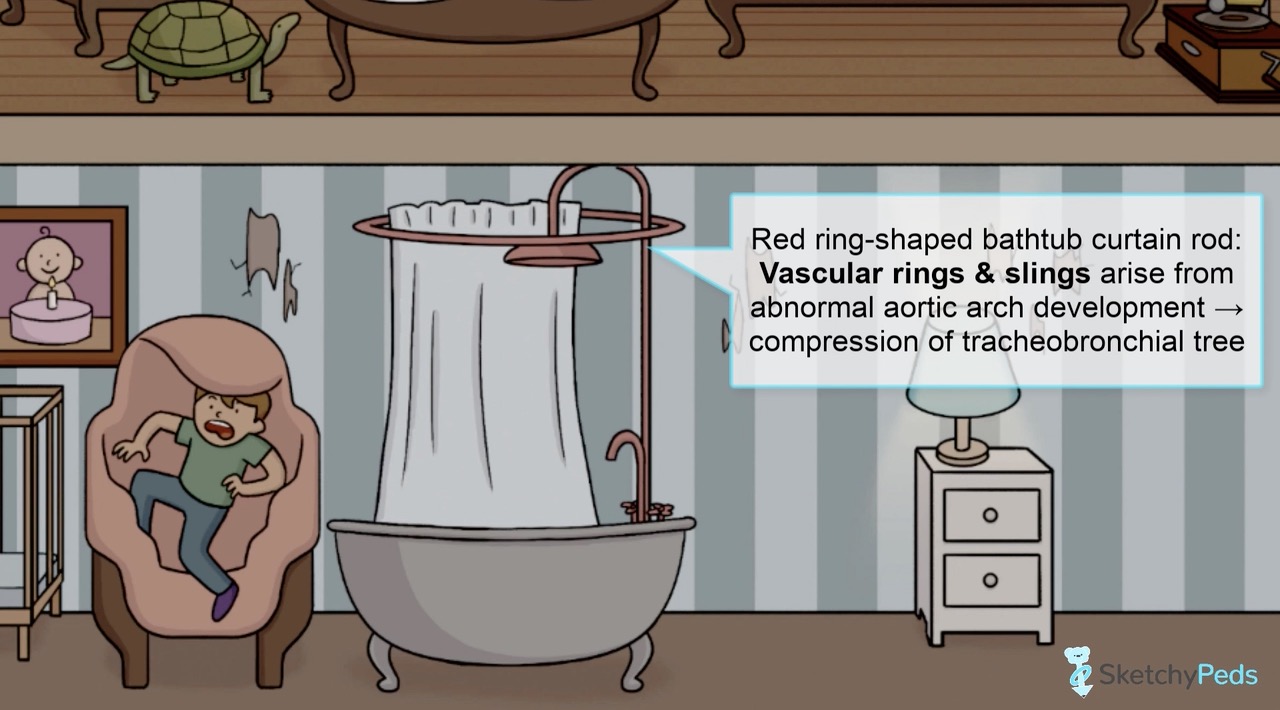 Red ring-shaped bathtub curtain rod:
Vascular rings & slings arise from
abnormal aortic arch development →
compression of tracheobronchial tree
SketchyPeds